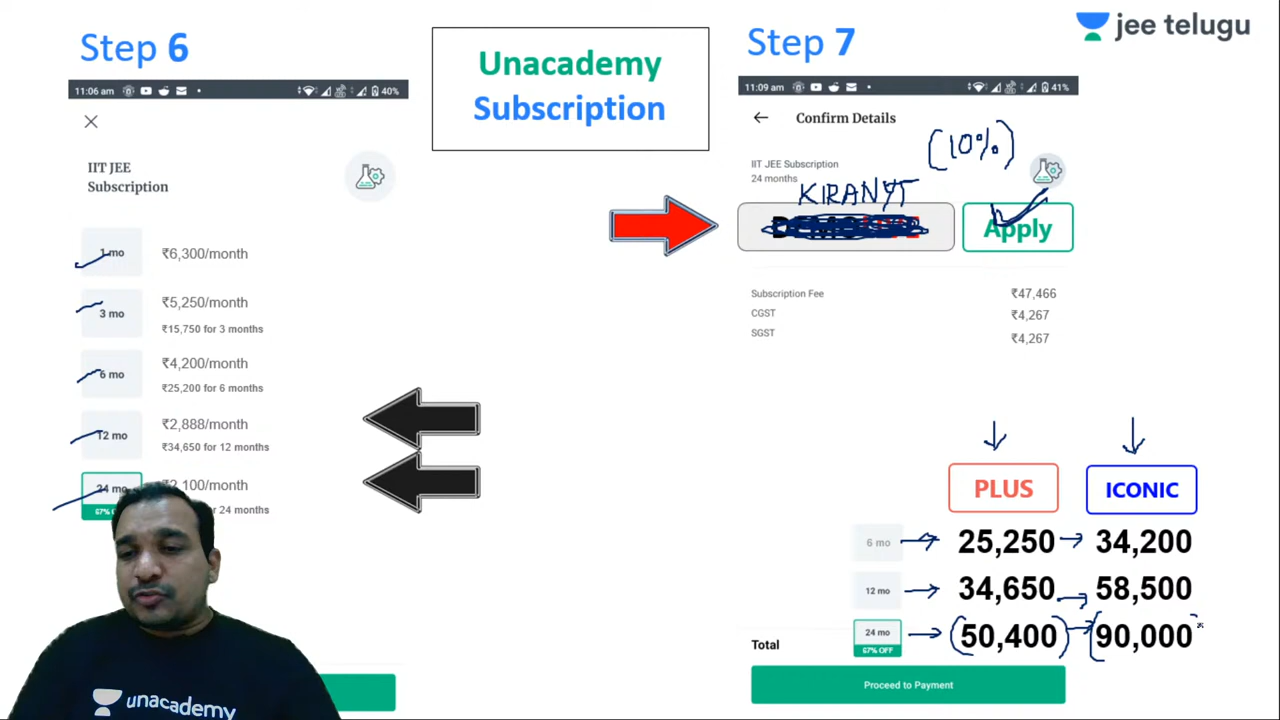 Step 6
11:06 am
40%
IIT JEE
Subscription
1 mo
₹6,300/month
3 mo
₹5,250/month
₹15,750 for 3 months
6 mo
₹4,200/month
₹25,200 for 6 months
12 mo
₹2,888/month
₹34,650 for 12 months
24 mo
2,100/month
24 months
unacademy
Unacademy
Subscription
Step 7
jee telugu
11:09 am
41%
Confirm Details
(10%)
IIT JEE Subscription
24 months
KIRANYT
Apply
Subscription Fee ₹47,466
CGST ₹4,267
SGST ₹4,267
PLUS ICONIC
6 mo 25,250 34,200
12 mo 34,650 58,500
24 mo (50,400) (90,000
67% OFF
Total
Proceed to Payment